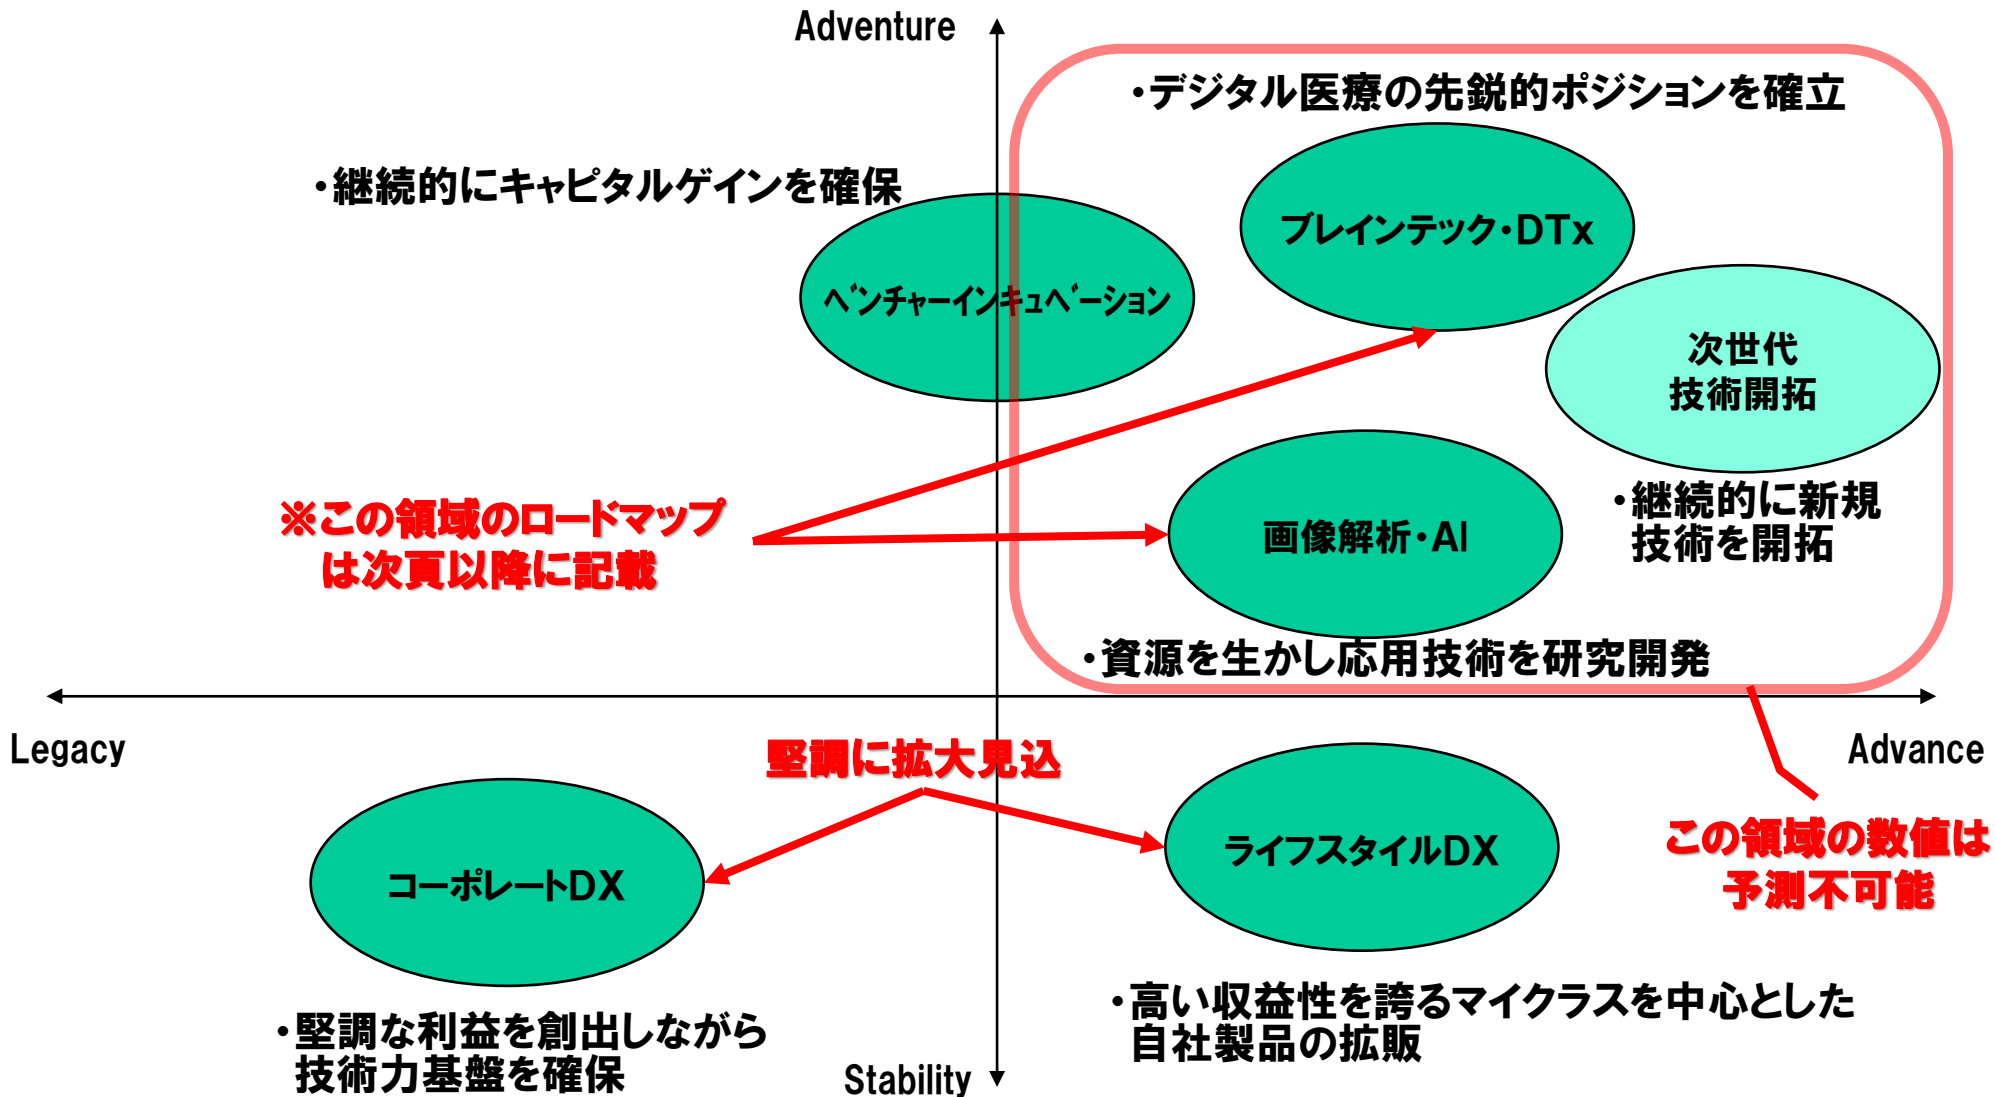 Adventure
・デジタル医療の先鋭的ポジションを確立
・継続的にキャピタルゲインを確保
ブレインテック・DTx
ベンチャーインキュベーション
次世代
技術開拓
・継続的に新規
技術を開拓
※この領域のロードマップ
は次頁以降に記載
画像解析・AI
・資源を生かし応用技術を研究開発
Legacy
Advance
堅調に拡大見込
コーポレートDX
ライフスタイルDX
この領域の数値は
予測不可能
・高い収益性を誇るマイクラスを中心とした
自社製品の拡販
・堅調な利益を創出しながら
技術力基盤を確保
Stability